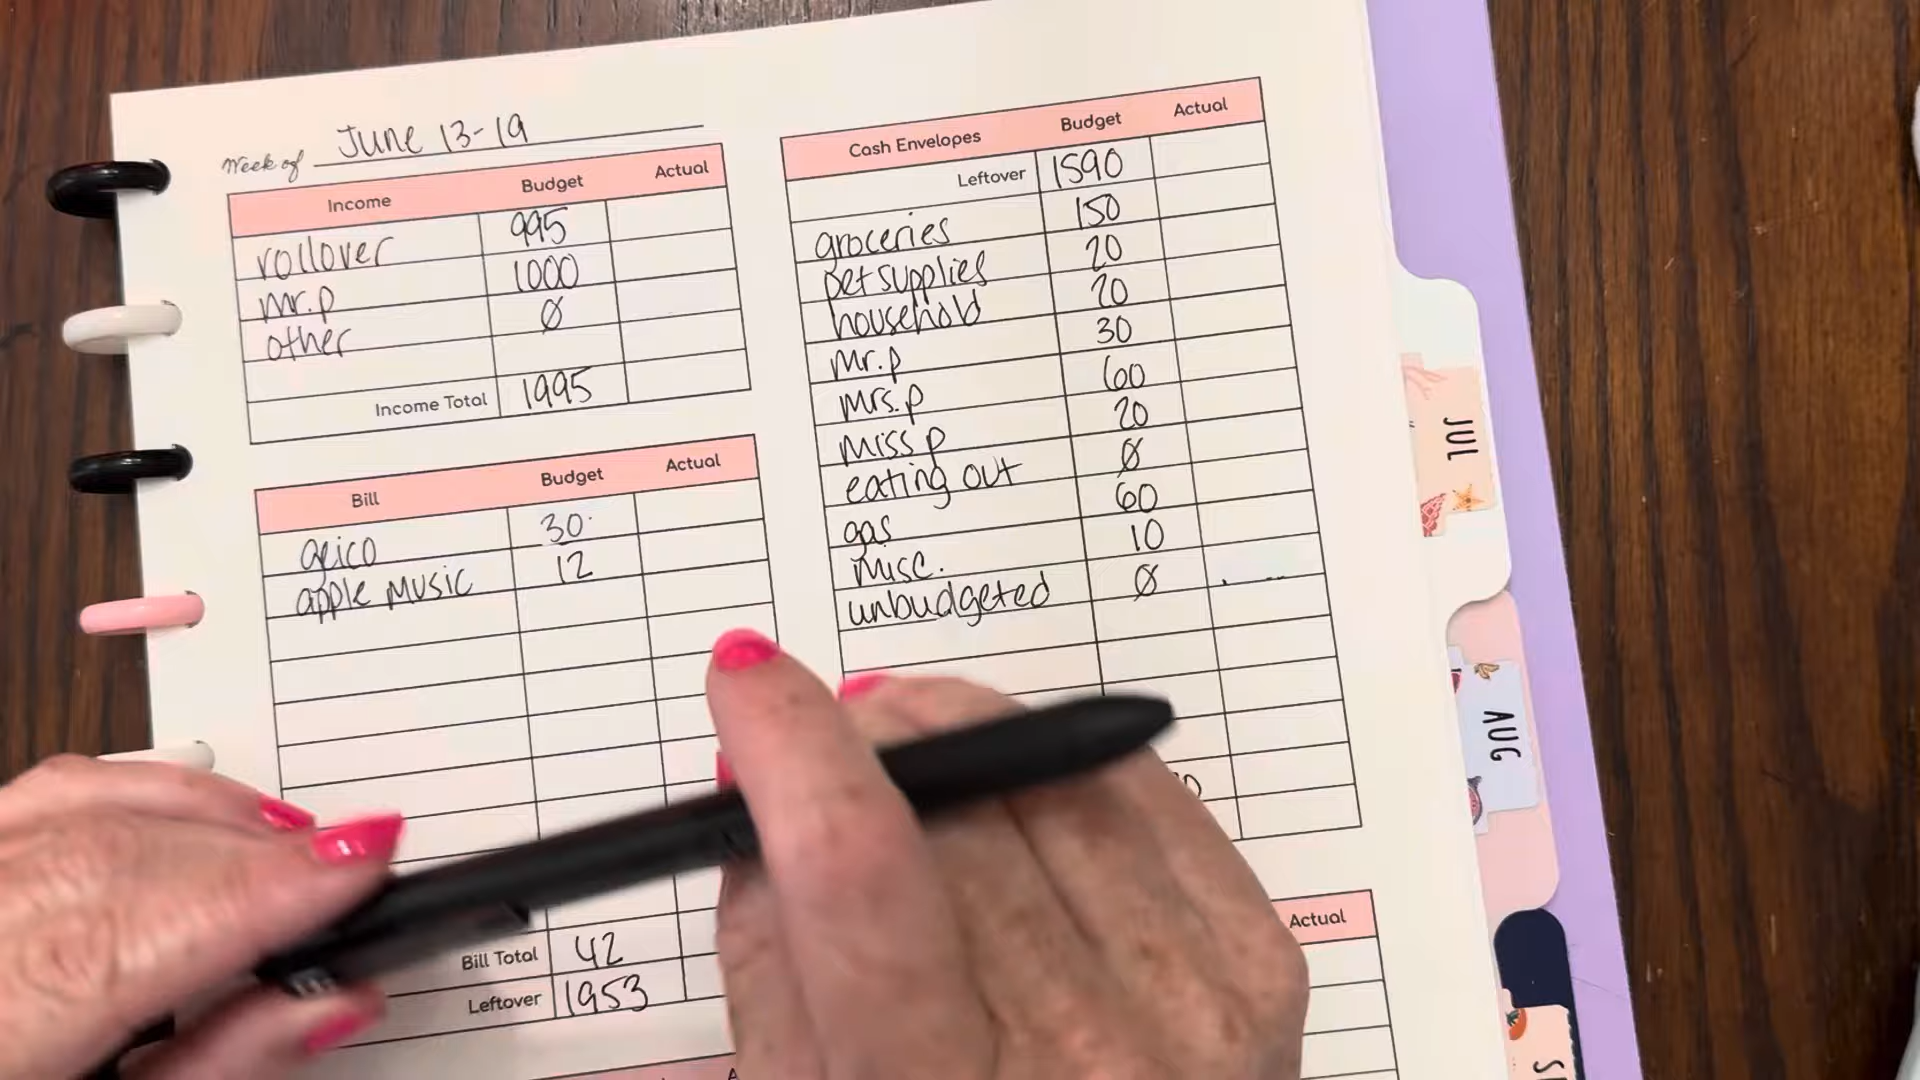 Week of June 13-19
Income Budget Actual
rollover 995
mr.p 1000
other Ø
Income Total 1995
Bill Budget Actual
geico 30
apple music 12
Bill Total 42
Leftover 1953
Cash Envelopes Budget Actual
Leftover 1590
groceries 150
pet supplies 20
household 20
mr.p 30
mrs.p 60
miss p 20
eating out Ø
gas 60
misc. 10
unbudgeted Ø
Actual
JUL
AUG